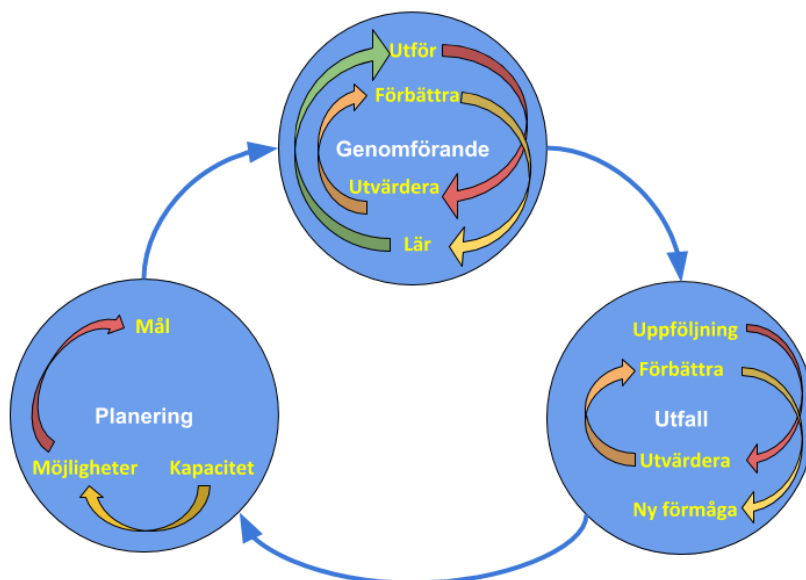 Utför
Förbättra
Genomförande
Utvärdera
Lär
Mål
Planering
Möjligheter
Kapacitet
Uppföljning
Förbättra
Utfall
Utvärdera
Ny förmåga